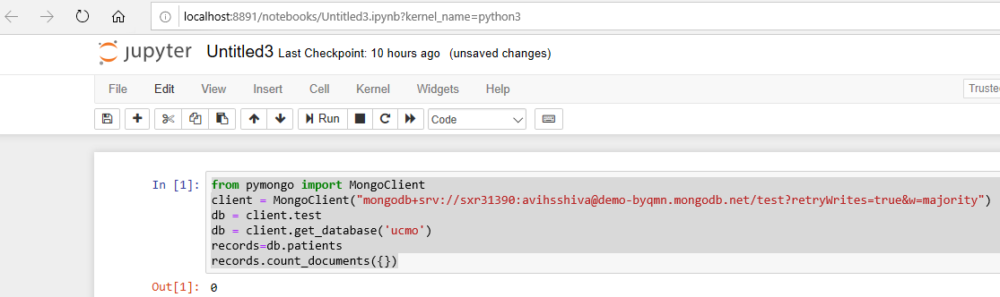 localhost:8891/notebooks/Untitled3.ipynb?kernel_name=python3
jupyter Untitled3 Last Checkpoint: 10 hours ago (unsaved changes)
File Edit View Insert Cell Kernel Widgets Help Truste
Run Code
In [1]: from pymongo import MongoClient
client = MongoClient("mongodb+srv://sxr31390:avihsshiva@demo-byqmn.mongodb.net/test?retryWrites=true&w=majority")
db = client.test
db = client.get_database('ucmo')
records=db.patients
records.count_documents({})
Out[1]: 0